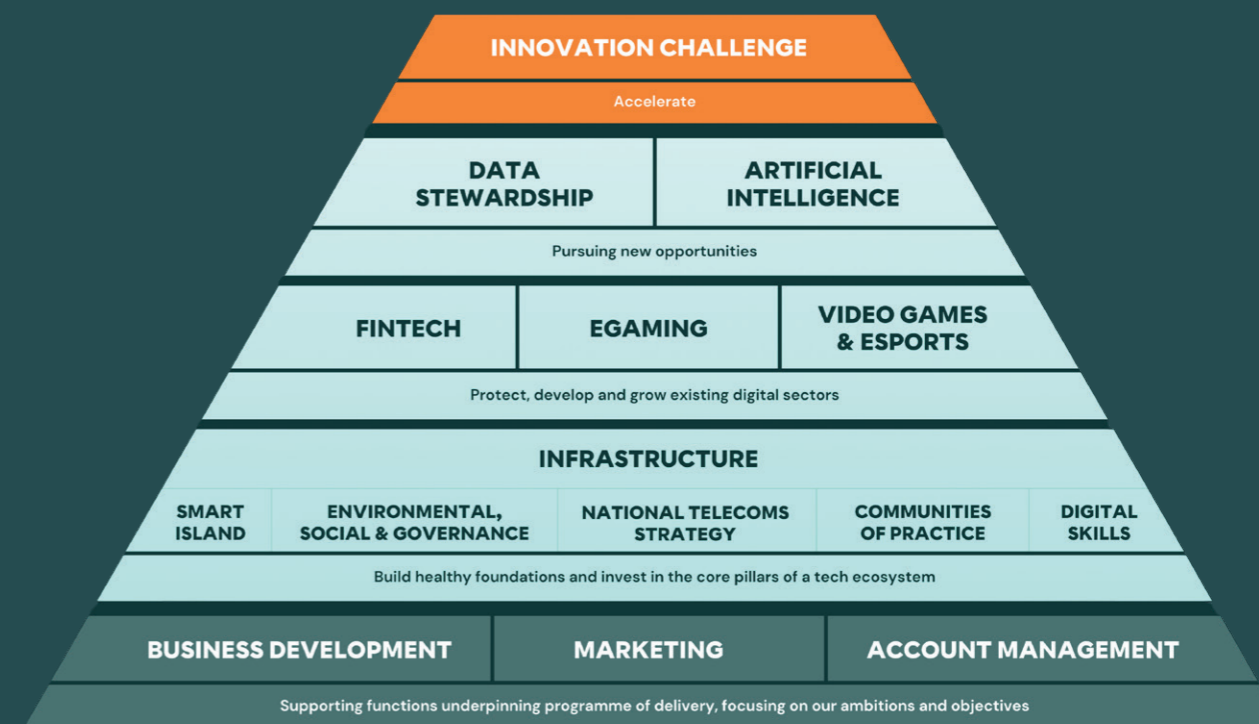 INNOVATION CHALLENGE
Accelerate
DATA
STEWARDSHIP
ARTIFICIAL
INTELLIGENCE
Pursuing new opportunities
FINTECH
EGAMING
VIDEO GAMES
& ESPORTS
Protect, develop and grow existing digital sectors
INFRASTRUCTURE
SMART
ISLAND
ENVIRONMENTAL,
SOCIAL & GOVERNANCE
NATIONAL TELECOMS
STRATEGY
COMMUNITIES
OF PRACTICE
DIGITAL
SKILLS
Build healthy foundations and invest in the core pillars of a tech ecosystem
BUSINESS DEVELOPMENT
MARKETING
ACCOUNT MANAGEMENT
Supporting functions underpinning programme of delivery, focusing on our ambitions and objectives